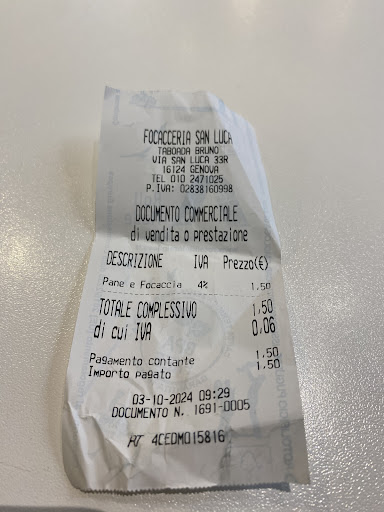 FOCACCERIA SAN LUCA
TABOADA BRUNO
VIA SAN LUCA 33R
16124 GENOVA
TEL 010 2471025
P.IVA: 02838160998
DOCUMENTO COMMERCIALE
di vendita o prestazione
DESCRIZIONE IVA Prezzo(€)
Pane e Focaccia 4% 1,50
TOTALE COMPLESSIVO 1,50
di cui IVA 0,06
Pagamento contante 1,50
Importo pagato 1,50
03-10-2024 09:29
DOCUMENTO N. 1691-0005
RT 4CEDM015816